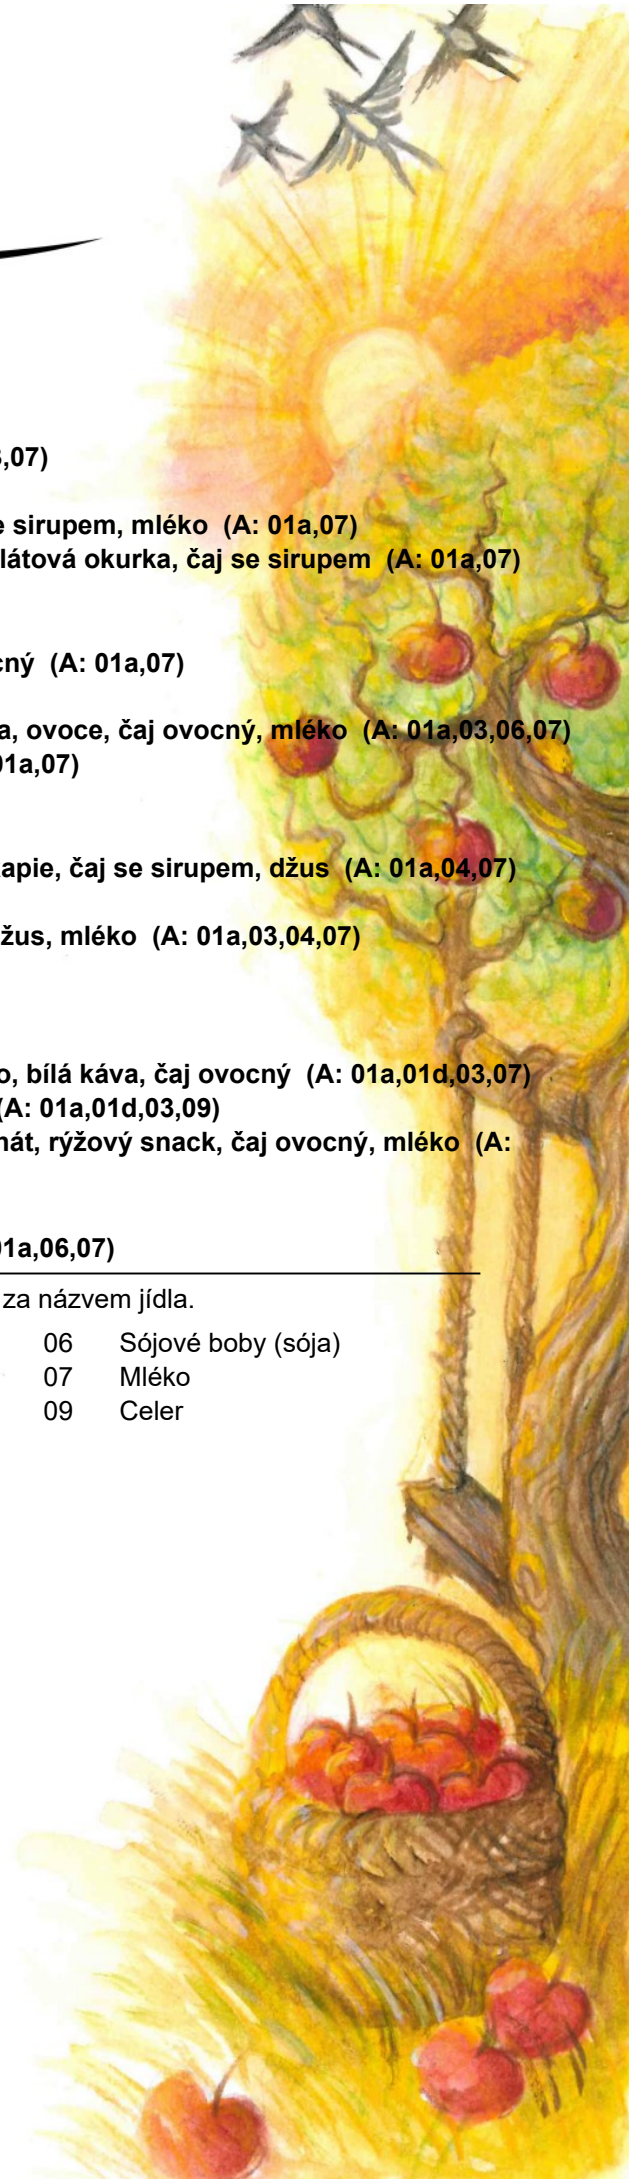 ,07)
e sirupem, mléko (A: 01a,07)
látová okurka, čaj se sirupem (A: 01a,07)
cný (A: 01a,07)
a, ovoce, čaj ovocný, mléko (A: 01a,03,06,07)
01a,07)
kapie, čaj se sirupem, džus (A: 01a,04,07)
žus, mléko (A: 01a,03,04,07)
o, bílá káva, čaj ovocný (A: 01a,01d,03,07)
(A: 01a,01d,03,09)
nát, rýžový snack, čaj ovocný, mléko (A:
01a,06,07)
za názvem jídla.
06 Sójové boby (sója)
07 Mléko
09 Celer